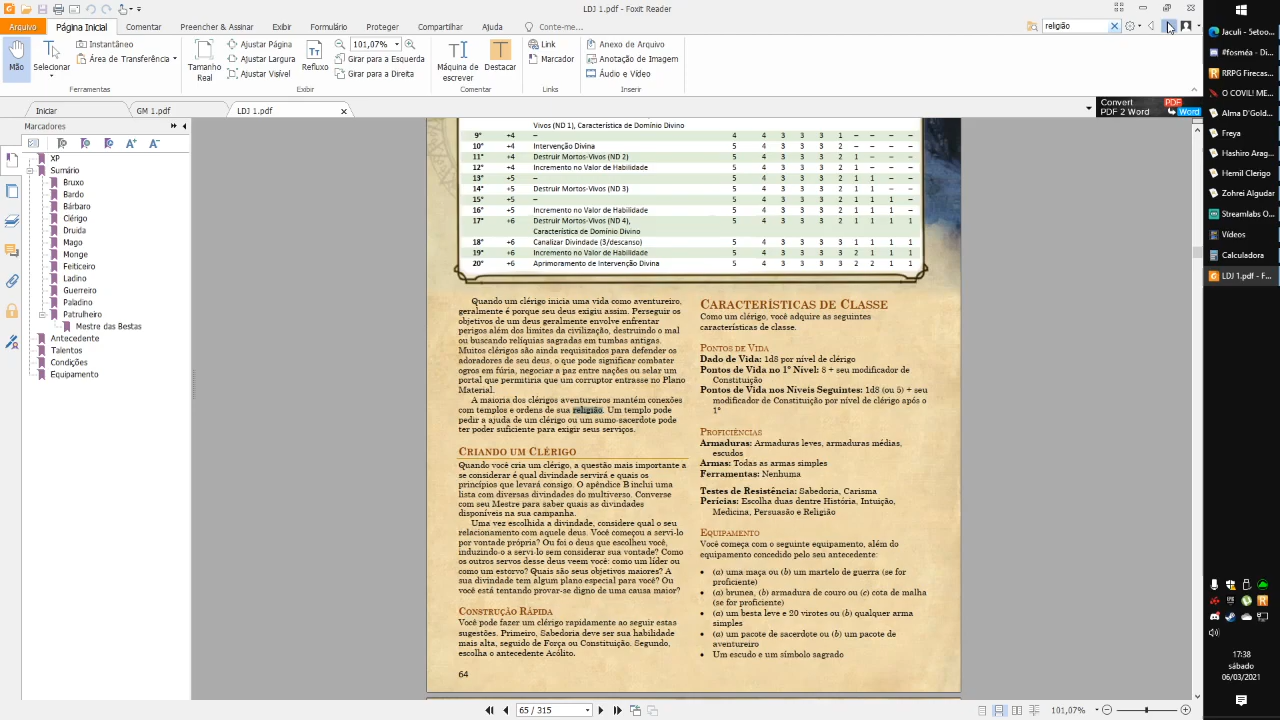 LDJ 1.pdf - Foxit Reader
Arquivo
Página Inicial
Comentar
Preencher & Assinar
Exibir
Formulário
Proteger
Compartilhar
Ajuda
Conte-me...
religião
Mão
Selecionar
Instantâneo
Área de Transferência
Ferramentas
Tamanho
Real
Ajustar Página
Ajustar Largura
Ajustar Visível
Refluxo
101,07%
Girar para a Esquerda
Girar para a Direita
Exibir
Máquina de
escrever
Destacar
Comentar
Link
Marcador
Links
Anexo de Arquivo
Anotação de Imagem
Áudio e Vídeo
Inserir
Iniciar
GM 1.pdf
LDJ 1.pdf
Convert
PDF 2 Word
PDF
Word
Marcadores
XP
Sumário
Bruxo
Bardo
Bárbaro
Clérigo
Druida
Mago
Monge
Feiticeiro
Ladino
Guerreiro
Paladino
Patrulheiro
Mestre das Bestas
Antecedente
Talentos
Condições
Equipamento
Vivos (ND 1), Característica de Domínio Divino
9° +4 – 4 4 3 3 3 1 – – –
10° +4 Intervenção Divina 5 4 3 3 3 2 – – –
11° +4 Destruir Mortos-Vivos (ND 2) 5 4 3 3 3 2 1 – –
12° +4 Incremento no Valor de Habilidade 5 4 3 3 3 2 1 – –
13° +5 – 5 4 3 3 3 2 1 1 – –
14° +5 Destruir Mortos-Vivos (ND 3) 5 4 3 3 3 2 1 1 – –
15° +5 – 5 4 3 3 3 2 1 1 1 –
16° +5 Incremento no Valor de Habilidade 5 4 3 3 3 2 1 1 1 –
17° +6 Destruir Mortos-Vivos (ND 4), 5 4 3 3 3 2 1 1 1 1
Característica de Domínio Divino
18° +6 Canalizar Divindade (3/descanso) 5 4 3 3 3 3 1 1 1 1
19° +6 Incremento no Valor de Habilidade 5 4 3 3 3 3 2 1 1 1
20° +6 Aprimoramento de Intervenção Divina 5 4 3 3 3 3 2 2 1 1
Quando um clérigo inicia uma vida como aventureiro,
geralmente é porque seu deus exigiu assim. Perseguir os
objetivos de um deus geralmente envolve enfrentar
perigos além dos limites da civilização, destruindo o mal
ou buscando relíquias sagradas em tumbas antigas.
Muitos clérigos são ainda requisitados para defender os
adoradores de seu deus, o que pode significar combater
ogros em fúria, negociar a paz entre nações ou selar um
portal que permitiria que um corruptor entrasse no Plano
Material.
A maioria dos clérigos aventureiros mantém conexões
com templos e ordens de sua religião. Um templo pode
pedir a ajuda de um clérigo ou um sumo-sacerdote pode
ter poder suficiente para exigir seus serviços.
CRIANDO UM CLÉRIGO
Quando você cria um clérigo, a questão mais importante a
se considerar é qual divindade servirá e quais os
princípios que levará consigo. O apêndice B inclui uma
lista com diversas divindades do multiverso. Converse
com seu Mestre para saber quais as divindades
disponíveis na sua campanha.
Uma vez escolhida a divindade, considere qual o seu
relacionamento com aquele deus. Você começou a servi-lo
por vontade própria? Ou foi o deus que escolheu você,
induzindo-o a servi-lo sem considerar sua vontade? Como
os outros servos desse deus veem você: como um líder ou
como um estorvo? Quais são seus objetivos maiores? A
sua divindade tem algum plano especial para você? Ou
você está tentando provar-se digno de uma causa maior?
CONSTRUÇÃO RÁPIDA
Você pode fazer um clérigo rapidamente ao seguir estas
sugestões. Primeiro, Sabedoria deve ser sua habilidade
mais alta, seguido de Força ou Constituição. Segundo,
escolha o antecedente Acólito.
64
CARACTERÍSTICAS DE CLASSE
Como um clérigo, você adquire as seguintes
características de classe.
PONTOS DE VIDA
Dado de Vida: 1d8 por nível de clérigo
Pontos de Vida no 1° Nível: 8 + seu modificador de
Constituição
Pontos de Vida nos Níveis Seguintes: 1d8 (ou 5) + seu
modificador de Constituição por nível de clérigo após o
1°
PROFICIÊNCIAS
Armaduras: Armaduras leves, armaduras médias,
escudos
Armas: Todas as armas simples
Ferramentas: Nenhuma
Testes de Resistência: Sabedoria, Carisma
Perícias: Escolha duas dentre História, Intuição,
Medicina, Persuasão e Religião
EQUIPAMENTO
Você começa com o seguinte equipamento, além do
equipamento concedido pelo seu antecedente:
• (a) uma maça ou (b) um martelo de guerra (se for
proficiente)
• (a) brunea, (b) armadura de couro ou (c) cota de malha
(se for proficiente)
• (a) um besta leve e 20 virotes ou (b) qualquer arma
simples
• (a) um pacote de sacerdote ou (b) um pacote de
aventureiro
• Um escudo e um símbolo sagrado
65 / 315
101,07%
Jaculi - 5etoo...
#fosméa - Di...
RRPG Firecas...
O COVIL! ME...
Alma D'Gold...
Freya
Hashiro Arag...
Hemil Clerigo
Zohrei Algudar
Streamlabs O...
Vídeos
Calculadora
LDJ 1.pdf - F...
17:38
sábado
06/03/2021